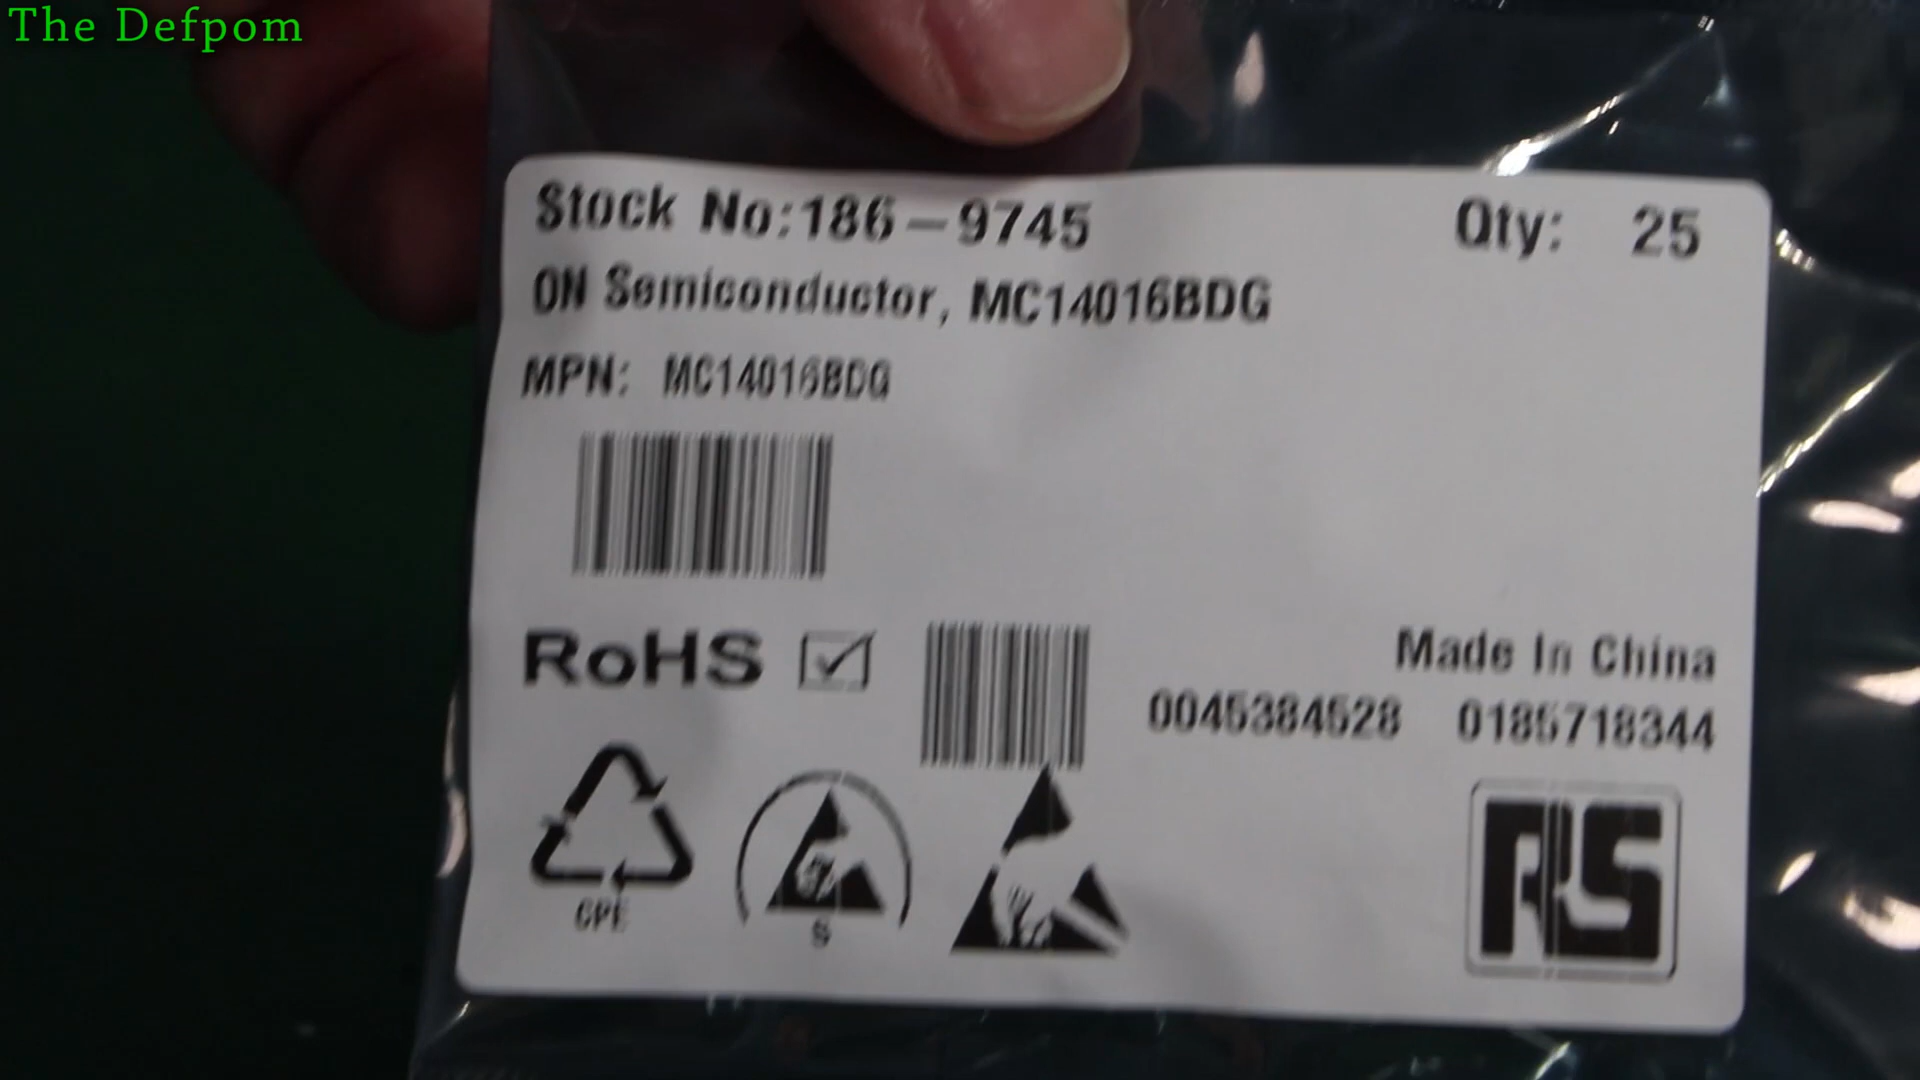 The Defpom
Stock No:186-9745 Qty: 25
ON Semiconductor, MC14016BDG
MPN: MC14016BDG
RoHS
Made In China
0045384528 0185718344
CPE
S
RS